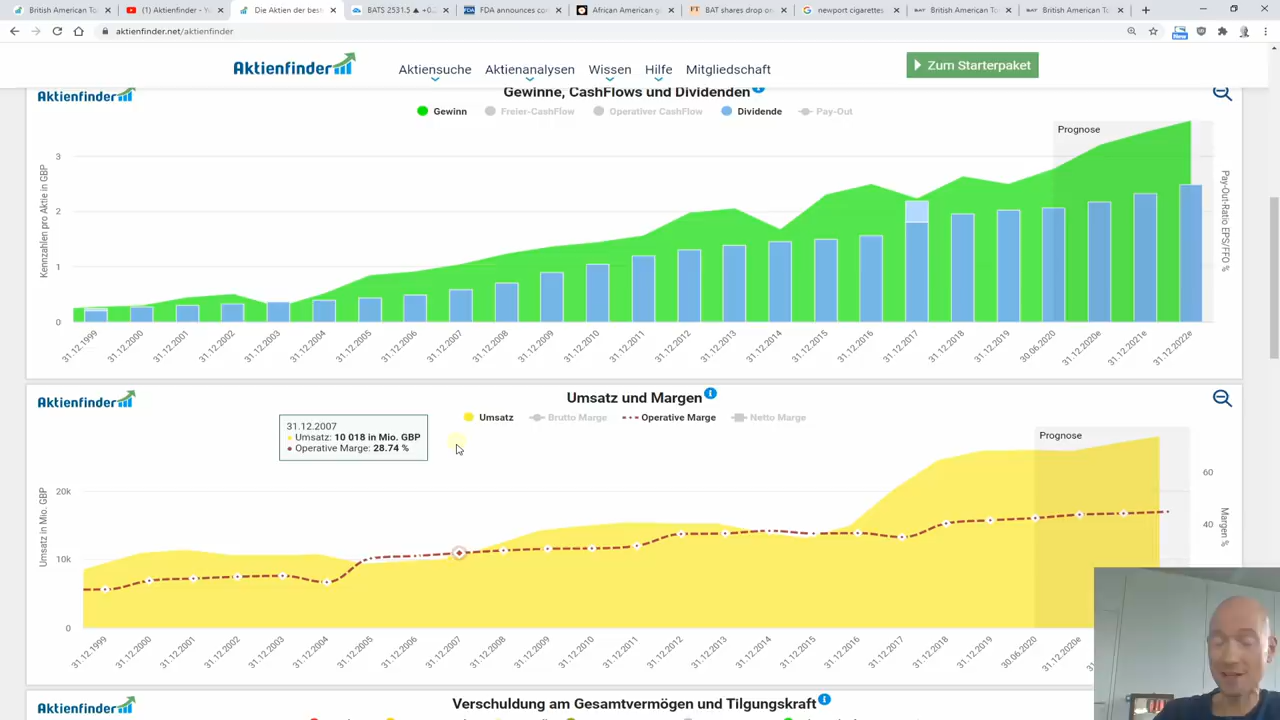 British American To
(1) Aktienfinder - Y
Die Aktien der best
BATS 2531.5 ▲ +0.
FDA announces co
African American g
BAT shares drop o
newport cigarettes
British American To
British American To
aktienfinder.net/aktienfinder
New
Aktienfinder
Aktiensuche
Aktienanalysen
Wissen
Hilfe
Mitgliedschaft
Zum Starterpaket
Aktienfinder
Gewinne, CashFlows und Dividenden
Gewinn
Freier-CashFlow
Operativer CashFlow
Dividende
Pay-Out
Prognose
Kennzahlen pro Aktie in GBP
3
2
1
0
Pay-Out-Ratio EPS/FFO %
31.12.1999
31.12.2000
31.12.2001
31.12.2002
31.12.2003
31.12.2004
31.12.2005
31.12.2006
31.12.2007
31.12.2008
31.12.2009
31.12.2010
31.12.2011
31.12.2012
31.12.2013
31.12.2014
31.12.2015
31.12.2016
31.12.2017
31.12.2018
31.12.2019
30.06.2020
31.12.2020e
31.12.2021e
31.12.2022e
Aktienfinder
Umsatz und Margen
Umsatz
Brutto Marge
Operative Marge
Netto Marge
31.12.2007
Umsatz: 10 018 in Mio. GBP
Operative Marge: 28.74 %
Prognose
Umsatz in Mio. GBP
20k
10k
0
60
40
Margen %
31.12.1999
31.12.2000
31.12.2001
31.12.2002
31.12.2003
31.12.2004
31.12.2005
31.12.2006
31.12.2007
31.12.2008
31.12.2009
31.12.2010
31.12.2011
31.12.2012
31.12.2013
31.12.2014
31.12.2015
31.12.2016
31.12.2017
31.12.2018
31.12.2019
30.06.2020
31.12.2020e
Aktienfinder
Verschuldung am Gesamtvermögen und Tilgungskraft